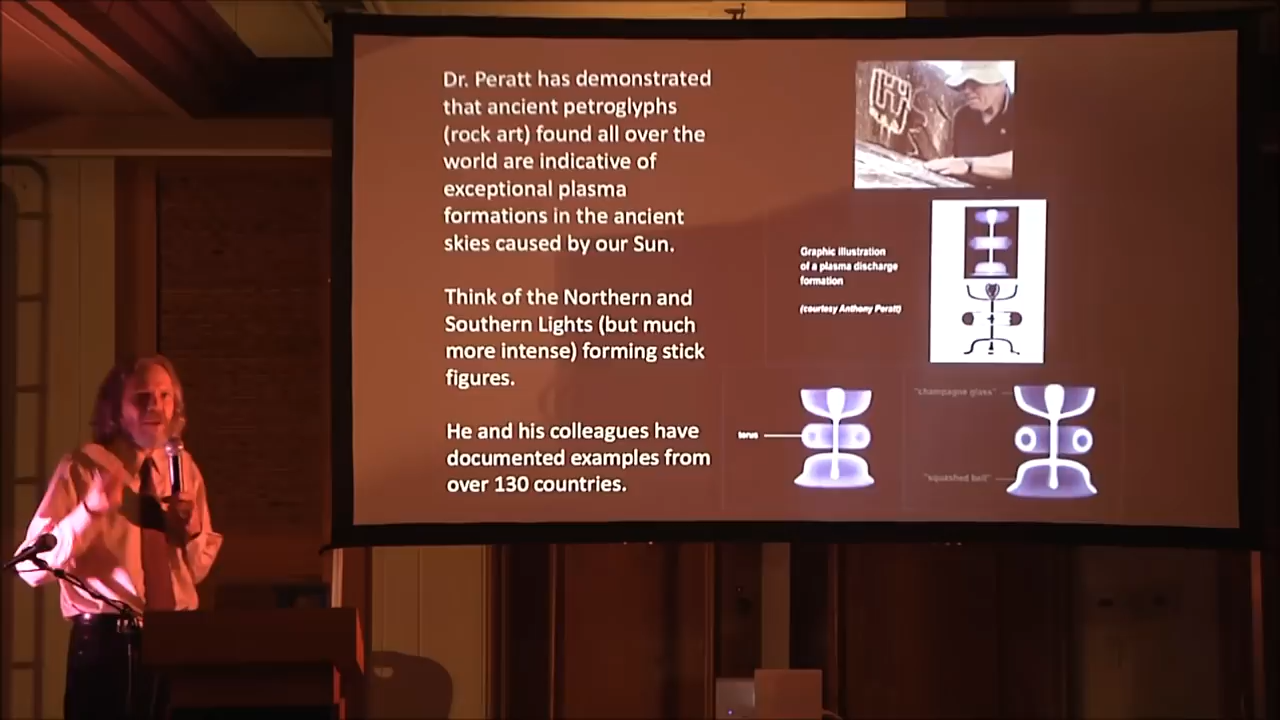 Dr. Peratt has demonstrated
that ancient petroglyphs
(rock art) found all over the
world are indicative of
exceptional plasma
formations in the ancient
skies caused by our Sun.
Think of the Northern and
Southern Lights (but much
more intense) forming stick
figures.
He and his colleagues have
documented examples from
over 130 countries.
Graphic illustration
of a plasma discharge
formation
(courtesy Anthony Peratt)
torus
"champagne glass"
"squashed bell"